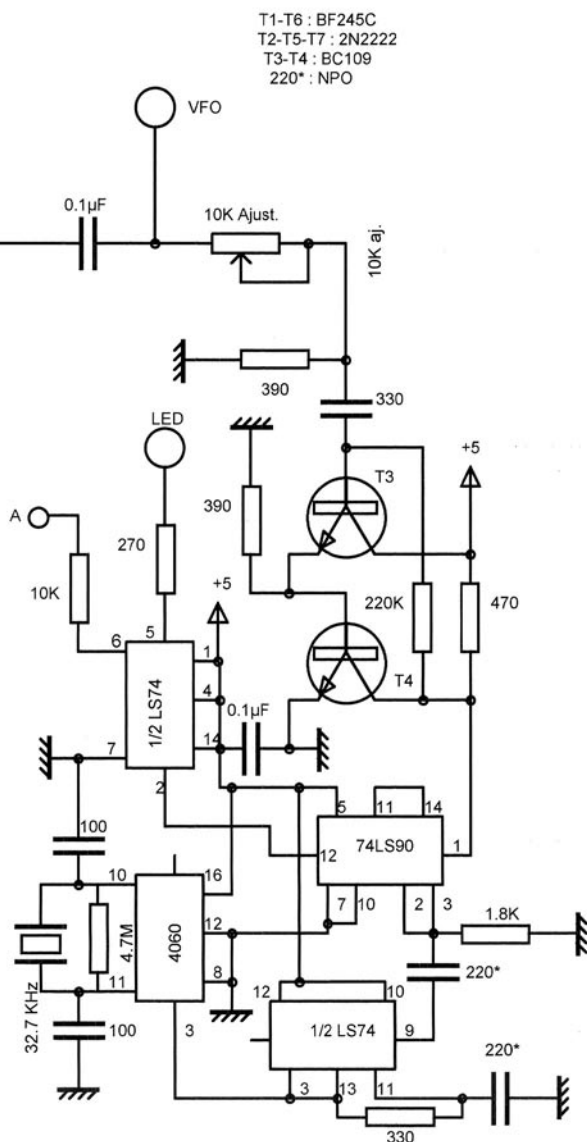 T1-T6 : BF245C
T2-T5-T7 : 2N2222
T3-T4 : BC109
220* : NPO
VFO
0.1µF
10K Ajust.
10K aj.
390
330
LED
+5
T3
390
A
270
10K
+5
220K
470
6
5
1
T4
1/2 LS74
4
0.1µF
14
7
2
5
11
14
100
12
74LS90
1
10
16
7
10
2
3
1.8K
4.7M
4060
12
8
220*
11
12
10
32.7 KHz
100
3
1/2 LS74
9
220*
3
13
11
330